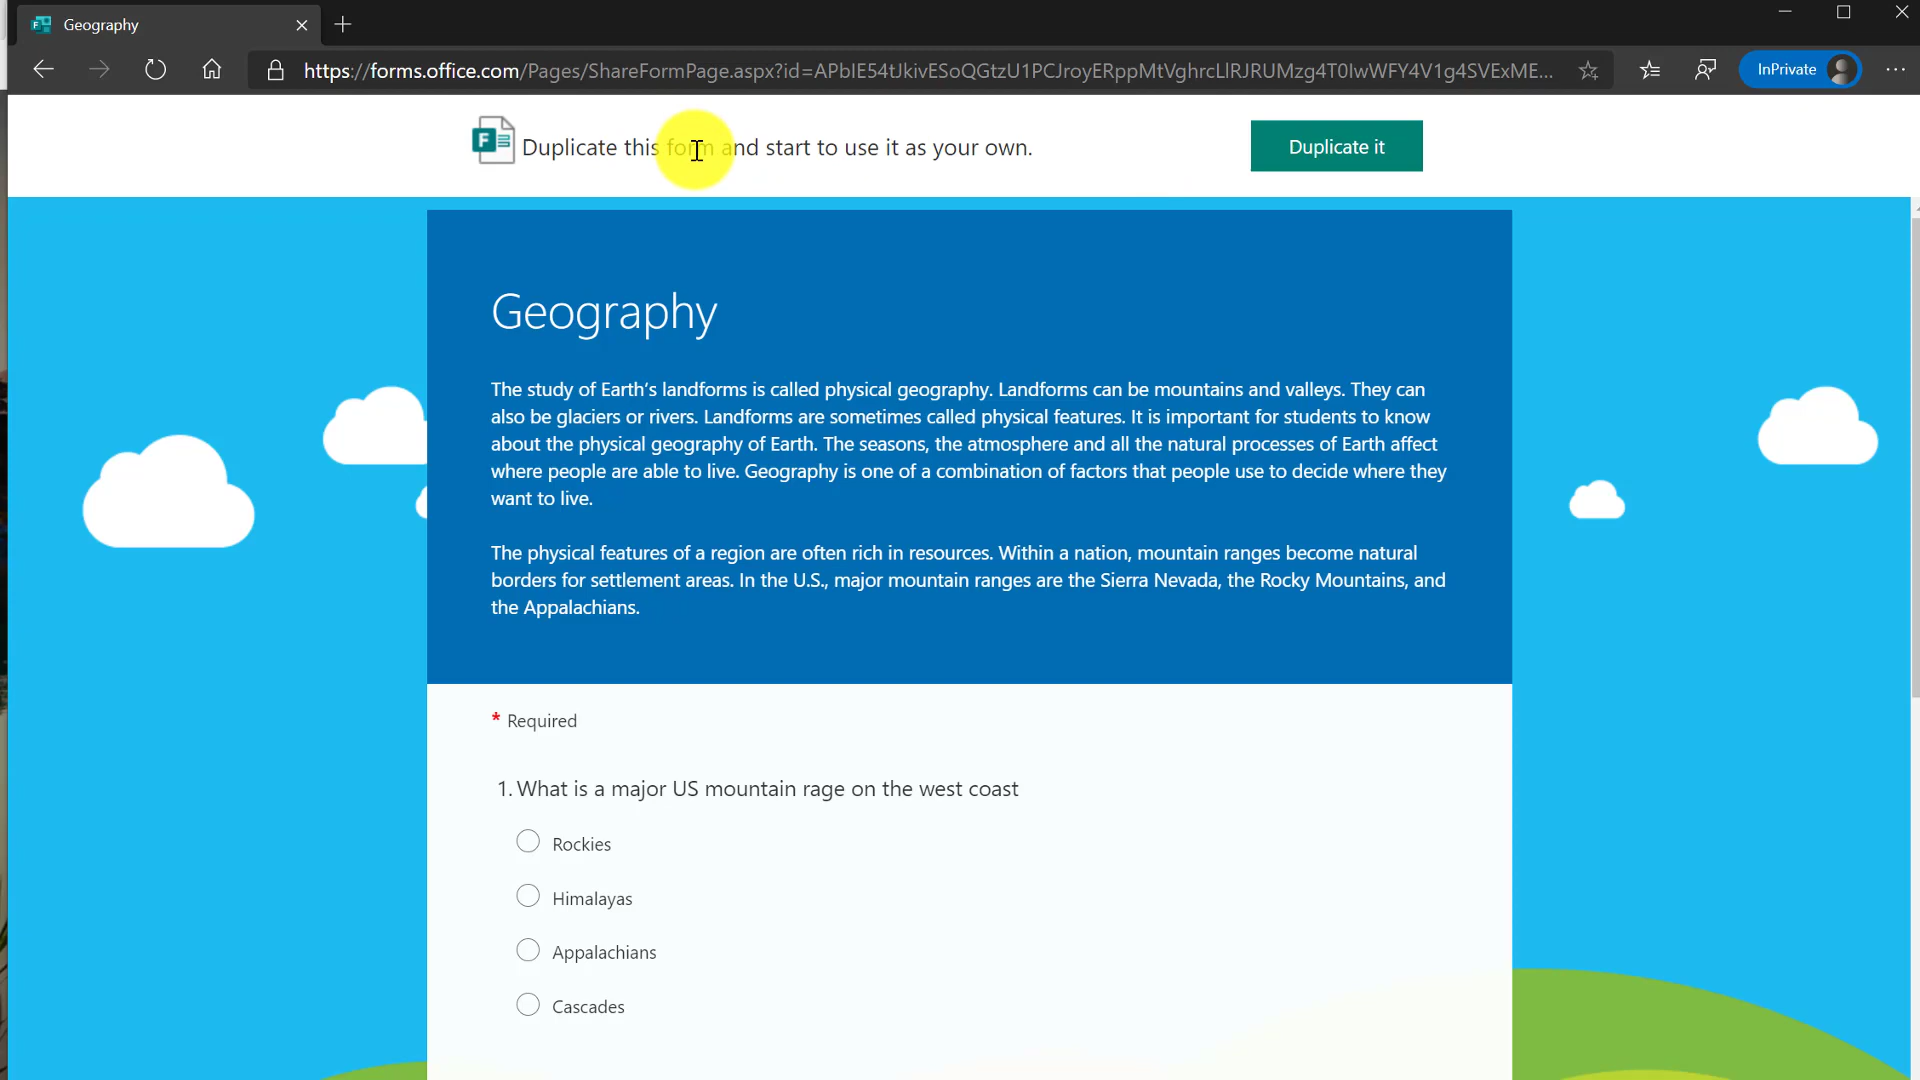 Geography
https://forms.office.com/Pages/ShareFormPage.aspx?id=APbIE54tJkivESoQGtzU1PCJroyERppMtVghrcLlRJRUMzg4T0IwWFY4V1g4SVExME...
InPrivate
Duplicate this form and start to use it as your own.
Duplicate it
Geography
The study of Earth's landforms is called physical geography. Landforms can be mountains and valleys. They can
also be glaciers or rivers. Landforms are sometimes called physical features. It is important for students to know
about the physical geography of Earth. The seasons, the atmosphere and all the natural processes of Earth affect
where people are able to live. Geography is one of a combination of factors that people use to decide where they
want to live.
The physical features of a region are often rich in resources. Within a nation, mountain ranges become natural
borders for settlement areas. In the U.S., major mountain ranges are the Sierra Nevada, the Rocky Mountains, and
the Appalachians.
* Required
1. What is a major US mountain rage on the west coast
Rockies
Himalayas
Appalachians
Cascades